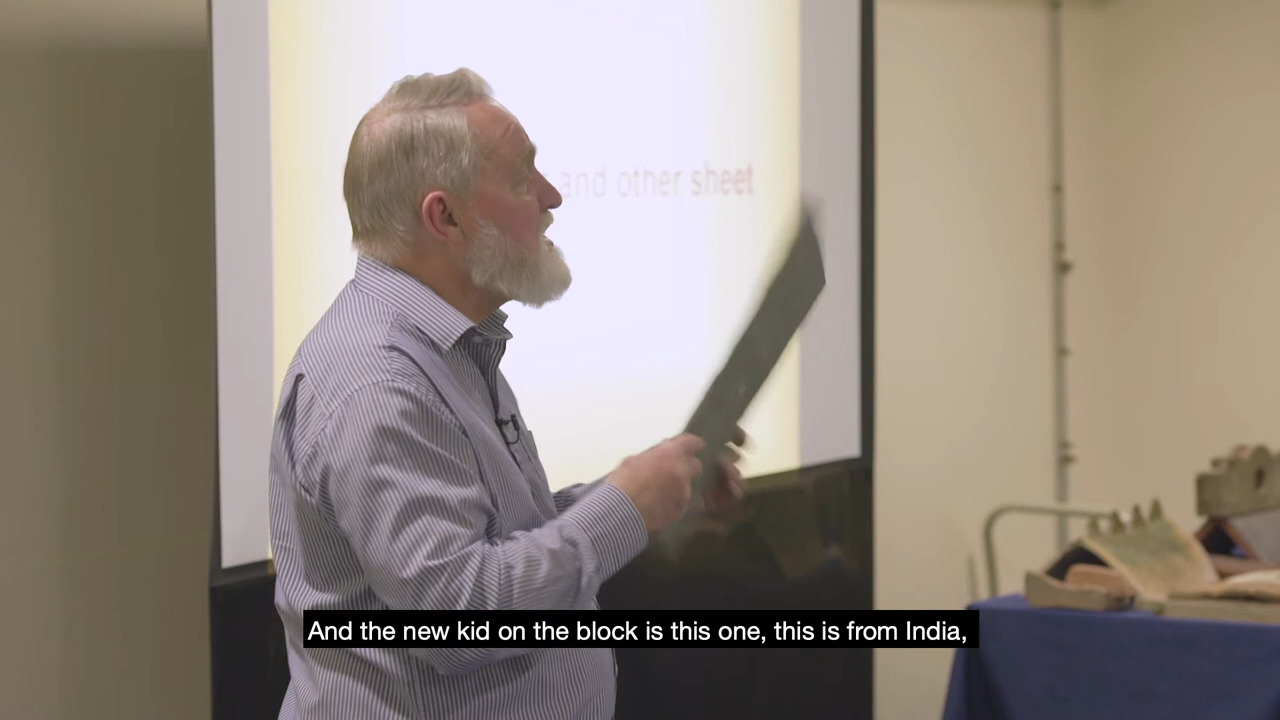 and other sheet
And the new kid on the block is this one, this is from India,